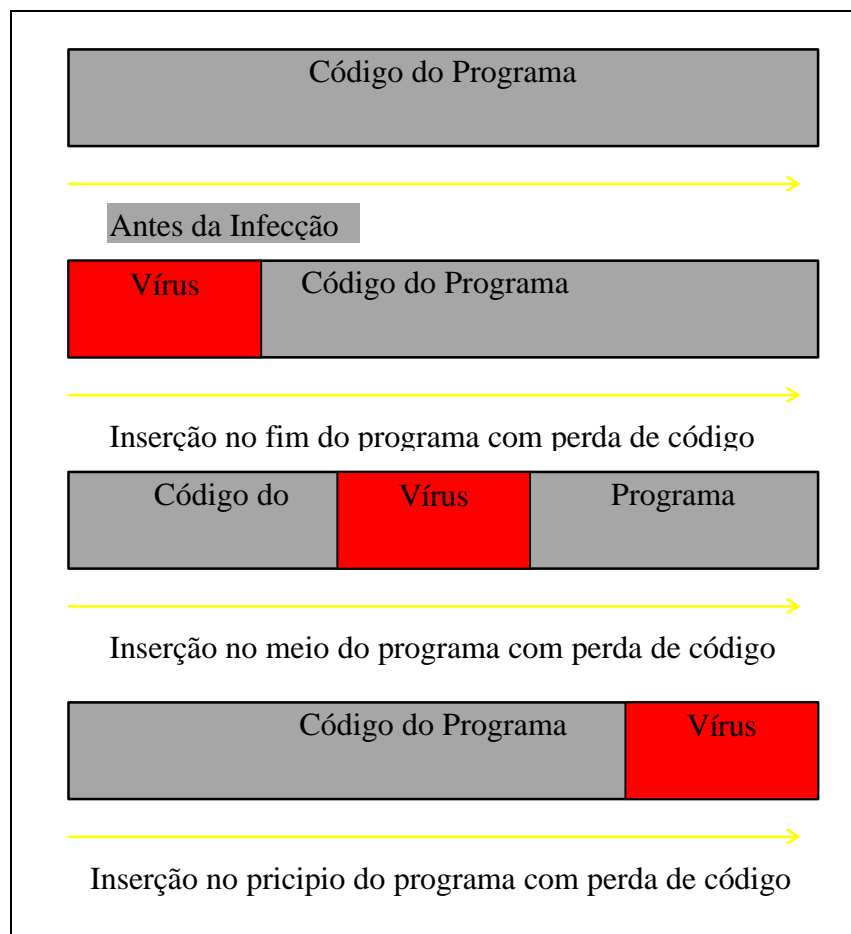 Código do Programa
Antes da Infecção
Vírus Código do Programa
Inserção no fim do programa com perda de código
Código do Vírus Programa
Inserção no meio do programa com perda de código
Código do Programa Vírus
Inserção no pricipio do programa com perda de código